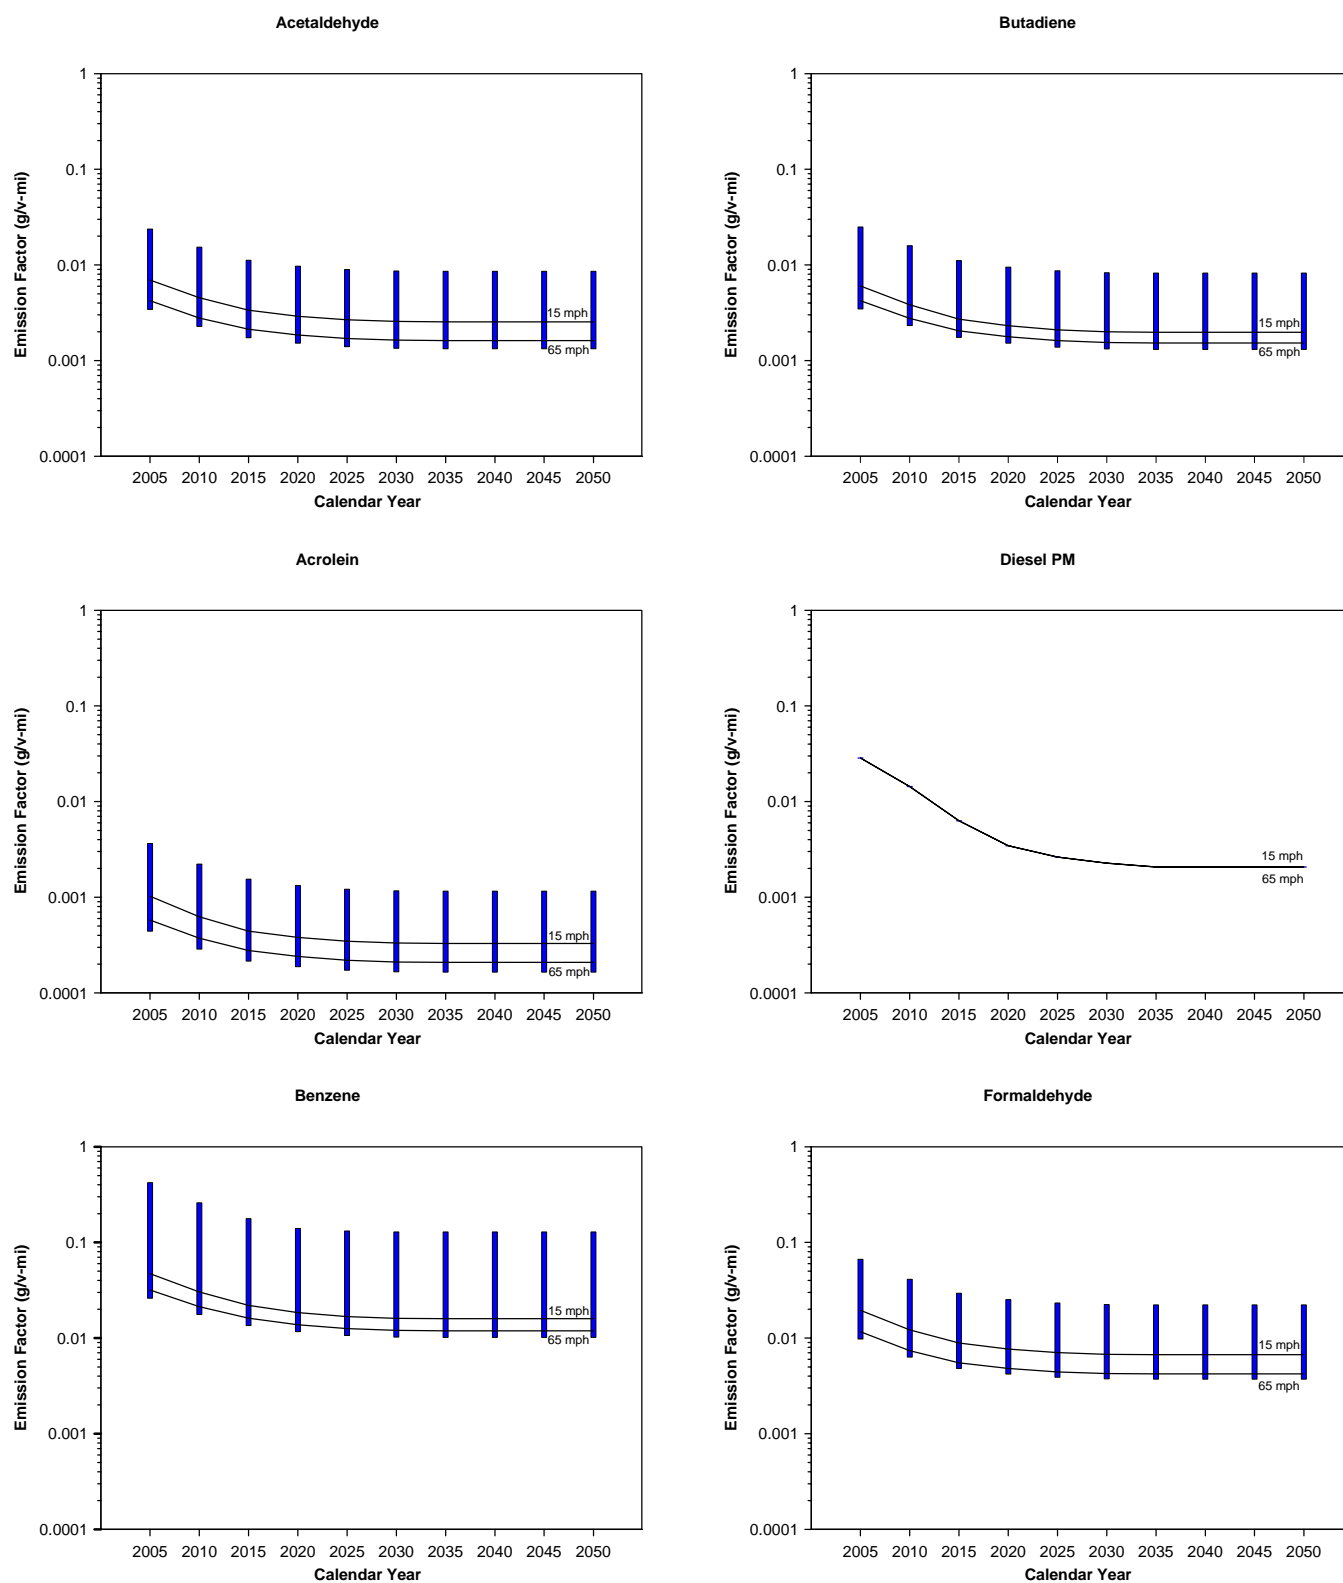 Acetaldehyde
Emission Factor (g/v-mi)
1
0.1
0.01
0.001
0.0001
15 mph
65 mph
2005 2010 2015 2020 2025 2030 2035 2040 2045 2050
Calendar Year
Butadiene
Emission Factor (g/v-mi)
1
0.1
0.01
0.001
0.0001
15 mph
65 mph
2005 2010 2015 2020 2025 2030 2035 2040 2045 2050
Calendar Year
Acrolein
Emission Factor (g/v-mi)
1
0.1
0.01
0.001
0.0001
15 mph
65 mph
2005 2010 2015 2020 2025 2030 2035 2040 2045 2050
Calendar Year
Diesel PM
Emission Factor (g/v-mi)
1
0.1
0.01
0.001
0.0001
15 mph
65 mph
2005 2010 2015 2020 2025 2030 2035 2040 2045 2050
Calendar Year
Benzene
Emission Factor (g/v-mi)
1
0.1
0.01
0.001
0.0001
15 mph
65 mph
2005 2010 2015 2020 2025 2030 2035 2040 2045 2050
Calendar Year
Formaldehyde
Emission Factor (g/v-mi)
1
0.1
0.01
0.001
0.0001
15 mph
65 mph
2005 2010 2015 2020 2025 2030 2035 2040 2045 2050
Calendar Year